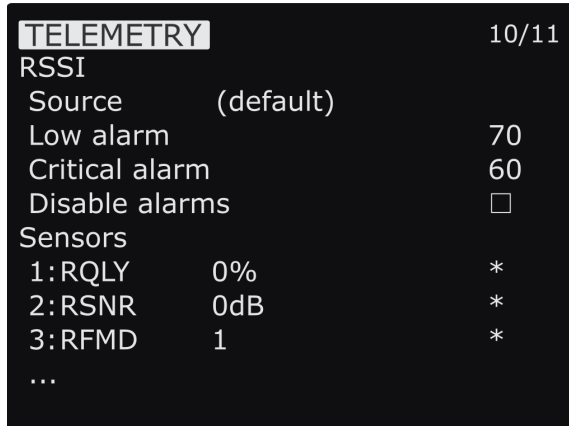 TELEMETRY 10/11
RSSI
Source (default)
Low alarm 70
Critical alarm 60
Disable alarms ☐
Sensors
1:RQLY 0% *
2:RSNR 0dB *
3:RFMD 1 *
...